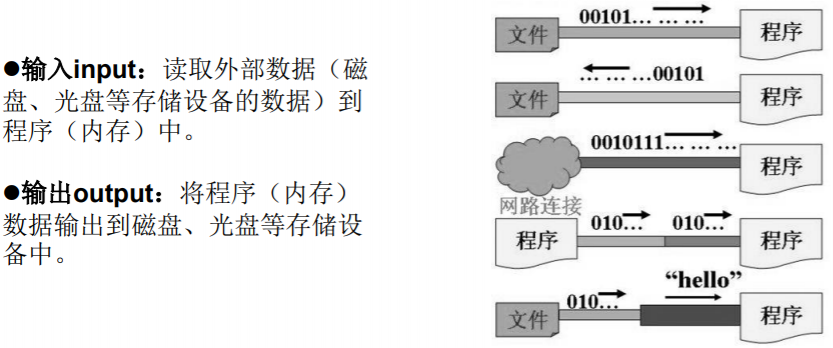 ●输入input：读取外部数据（磁
盘、光盘等存储设备的数据）到
程序（内存）中。
●输出output：将程序（内存）
数据输出到磁盘、光盘等存储设
备中。
00101… … …
文件
程序
… … …00101
文件
程序
0010111… … …
程序
网路连接
010…
010…
程序
程序
“hello”
010…
文件
程序